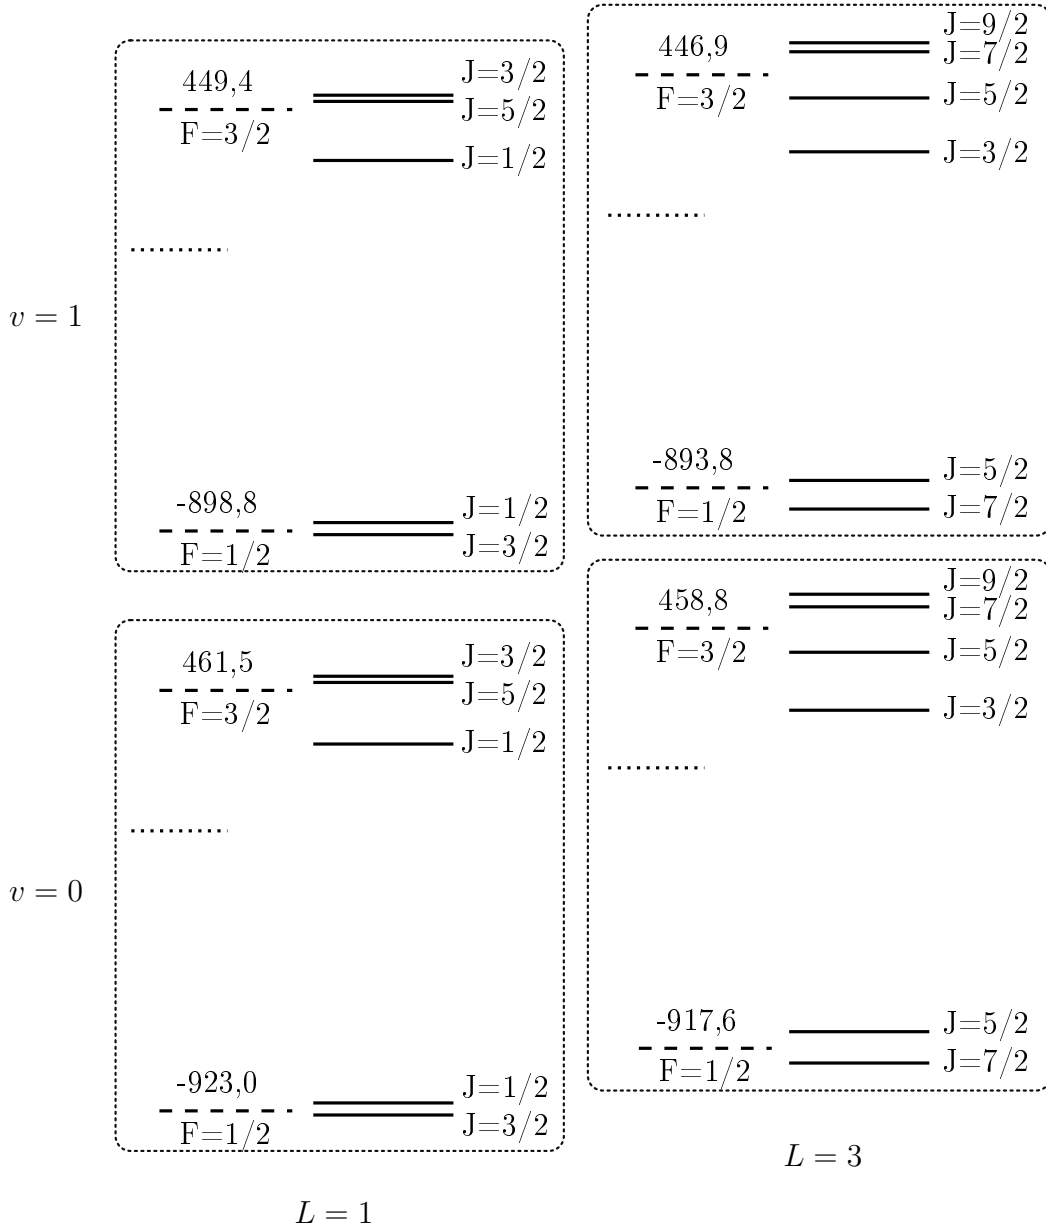 449,4
F=3/2
J=3/2
J=5/2
J=1/2
-898,8
F=1/2
J=1/2
J=3/2
446,9
F=3/2
J=9/2
J=7/2
J=5/2
J=3/2
-893,8
F=1/2
J=5/2
J=7/2
v = 1
461,5
F=3/2
J=3/2
J=5/2
J=1/2
-923,0
F=1/2
J=1/2
J=3/2
458,8
F=3/2
J=9/2
J=7/2
J=5/2
J=3/2
-917,6
F=1/2
J=5/2
J=7/2
v = 0
L = 1
L = 3